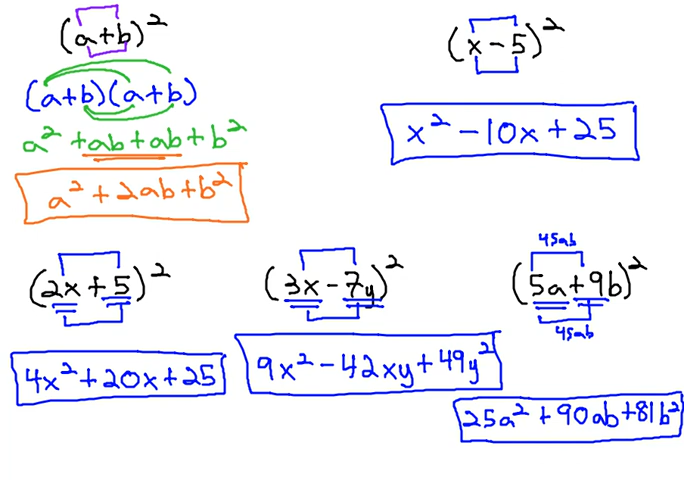 (a+b)²
(a+b)(a+b)
a² + ab + ab + b²
a² + 2ab + b²
(x - 5)²
x² - 10x + 25
(2x + 5)²
4x² + 20x + 25
(3x - 7y)²
9x² - 42xy + 49y²
45ab
(5a + 9b)²
45ab
25a² + 90ab + 81b²